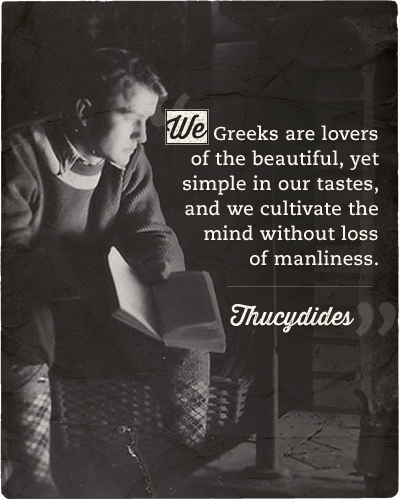 We Greeks are lovers
of the beautiful, yet
simple in our tastes,
and we cultivate the
mind without loss
of manliness.
Thucydides